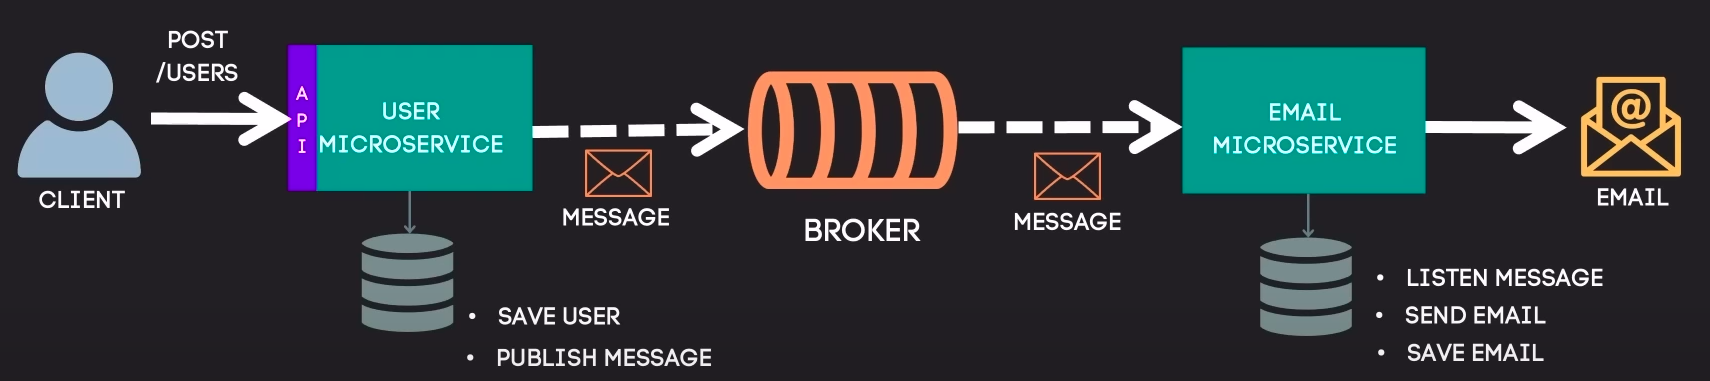 POST
/USERS
CLIENT
A
P
I
USER
MICROSERVICE
SAVE USER
PUBLISH MESSAGE
MESSAGE
BROKER
MESSAGE
EMAIL
MICROSERVICE
LISTEN MESSAGE
SEND EMAIL
SAVE EMAIL
@
EMAIL